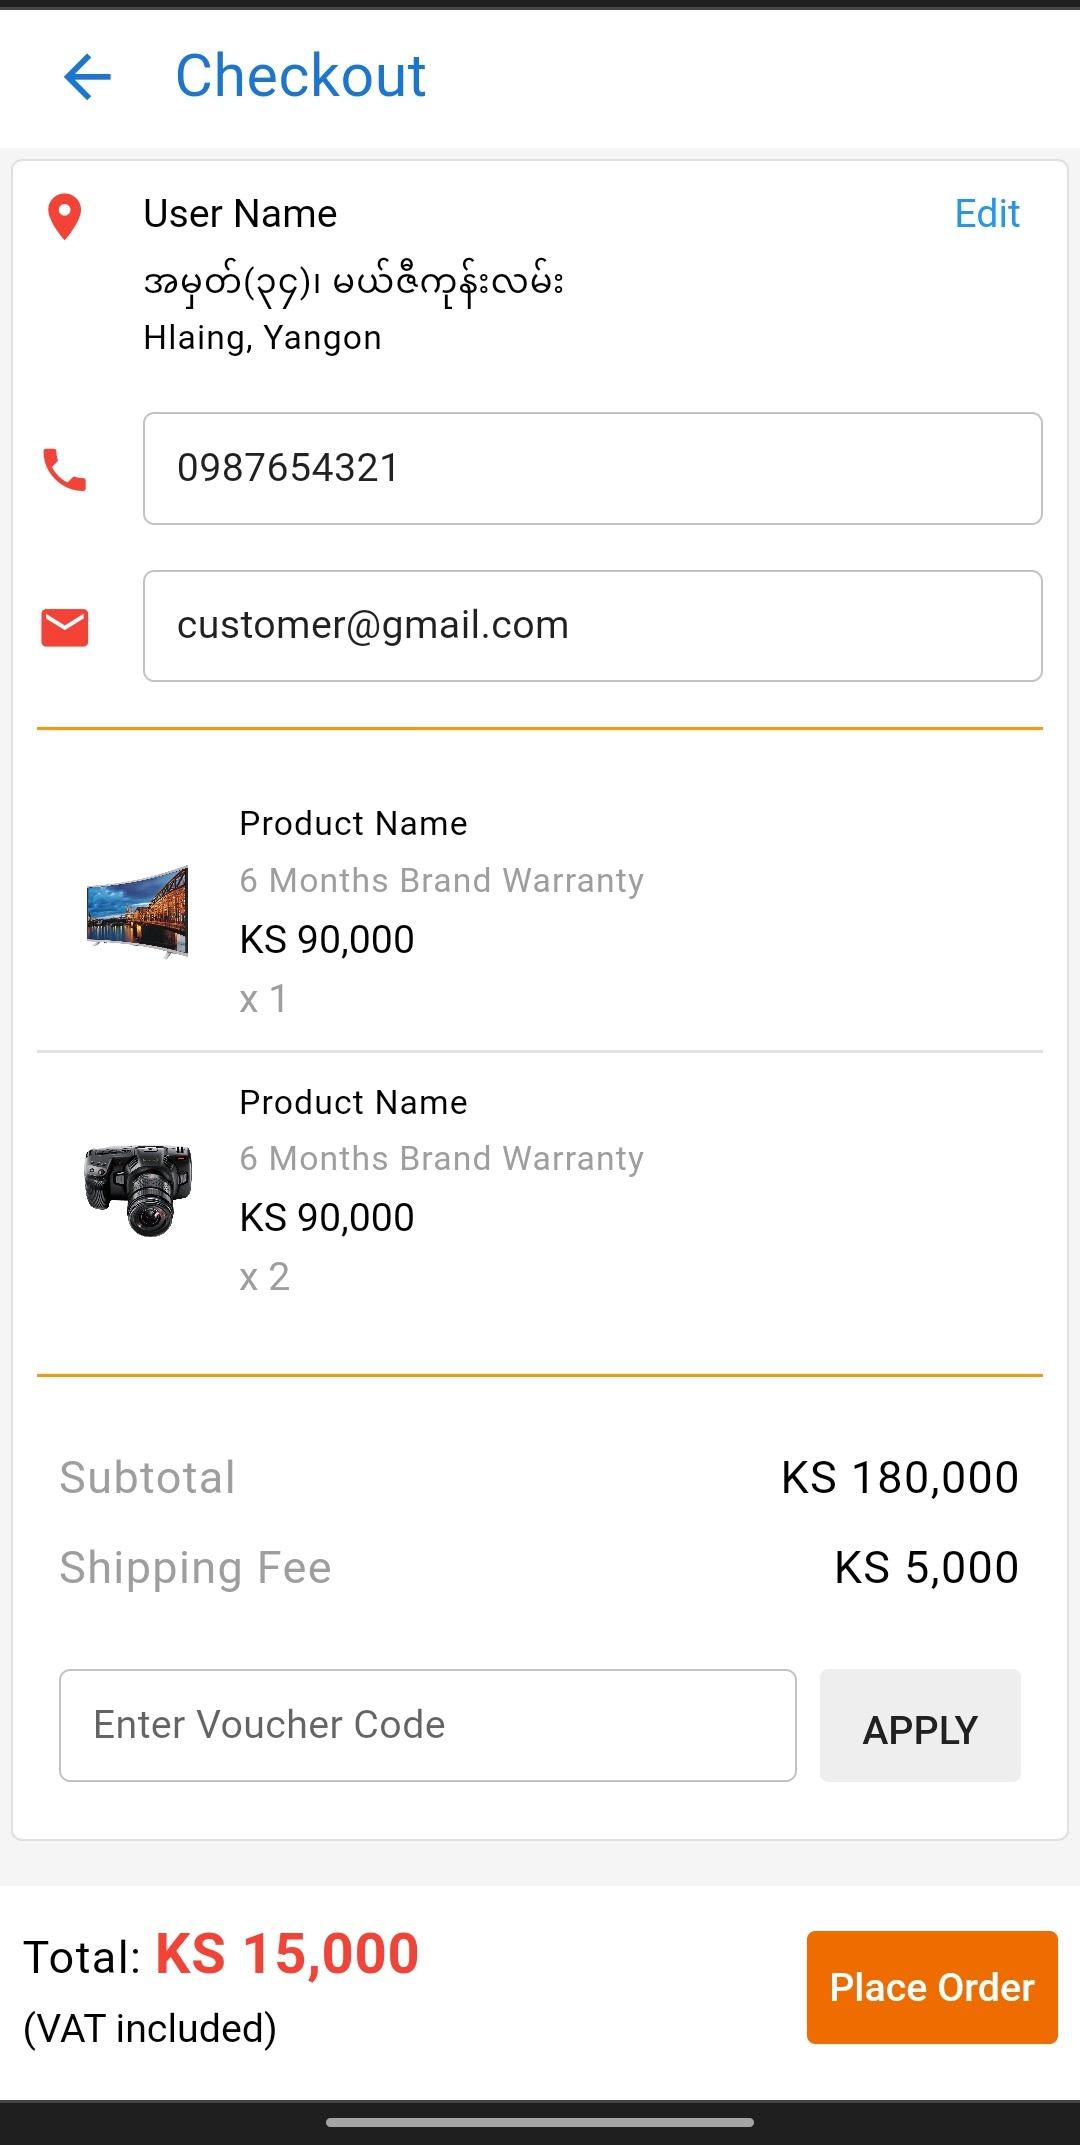 Checkout
User Name
Edit
အမှတ်(၃၄)၊ မယ်ဇီကုန်းလမ်း
Hlaing, Yangon
0987654321
customer@gmail.com
Product Name
6 Months Brand Warranty
KS 90,000
x 1
Product Name
6 Months Brand Warranty
KS 90,000
x 2
Subtotal
KS 180,000
Shipping Fee
KS 5,000
Enter Voucher Code
APPLY
Total: KS 15,000
(VAT included)
Place Order